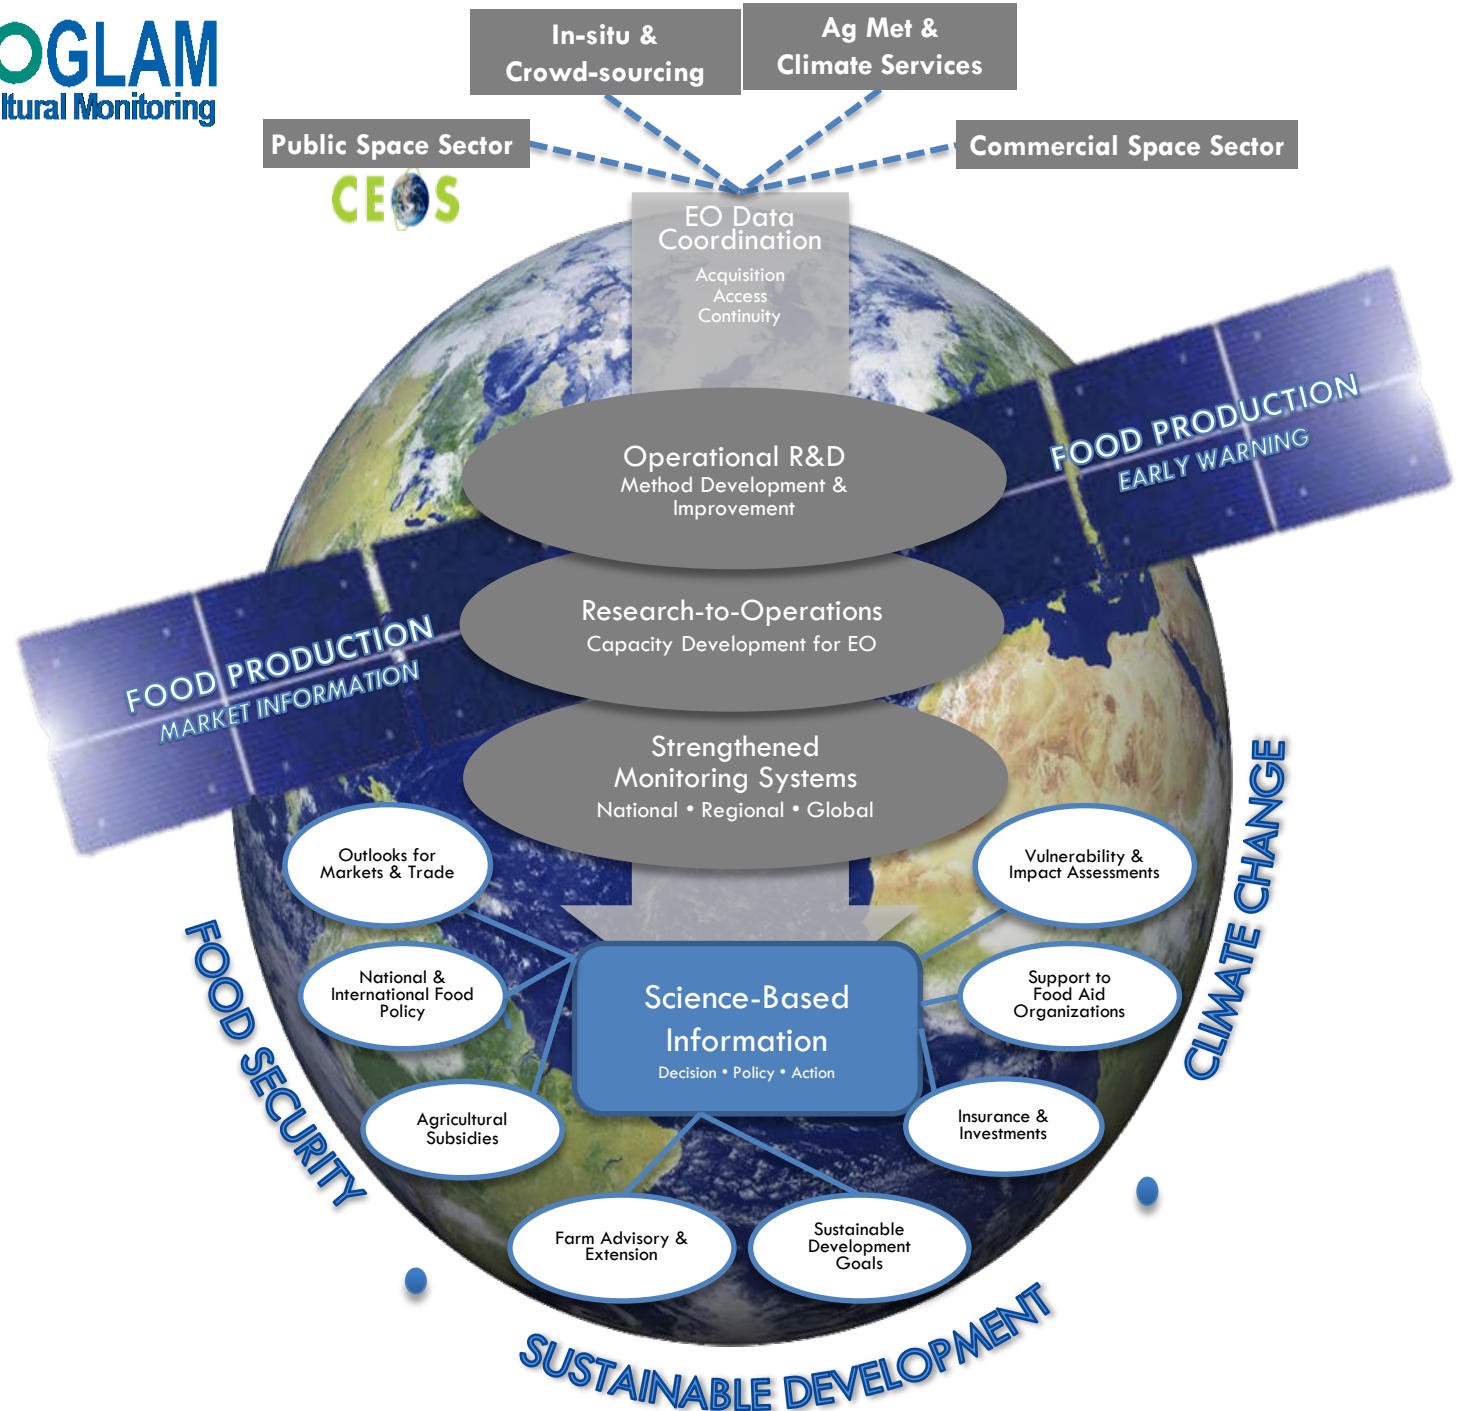 OGLAM
ltural Monitoring
In-situ &
Crowd-sourcing
Ag Met &
Climate Services
Public Space Sector
Commercial Space Sector
CEOS
EO Data
Coordination
Acquisition
Access
Continuity
Operational R&D
Method Development &
Improvement
FOOD PRODUCTION
EARLY WARNING
Research-to-Operations
Capacity Development for EO
FOOD PRODUCTION
MARKET INFORMATION
Strengthened
Monitoring Systems
National • Regional • Global
Outlooks for
Markets & Trade
Vulnerability &
Impact Assessments
National &
International Food
Policy
Science-Based
Information
Decision • Policy • Action
Support to
Food Aid
Organizations
Agricultural
Subsidies
Insurance &
Investments
Farm Advisory &
Extension
Sustainable
Development
Goals
FOOD SECURITY
SUSTAINABLE DEVELOPMENT
CLIMATE CHANGE